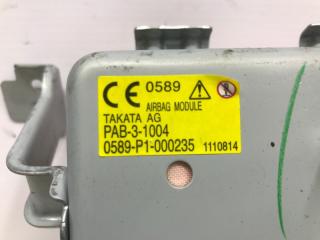 CE 0589
AIRBAG MODULE
TAKATA AG
PAB-3-1004
0589-P1-000235 1110814